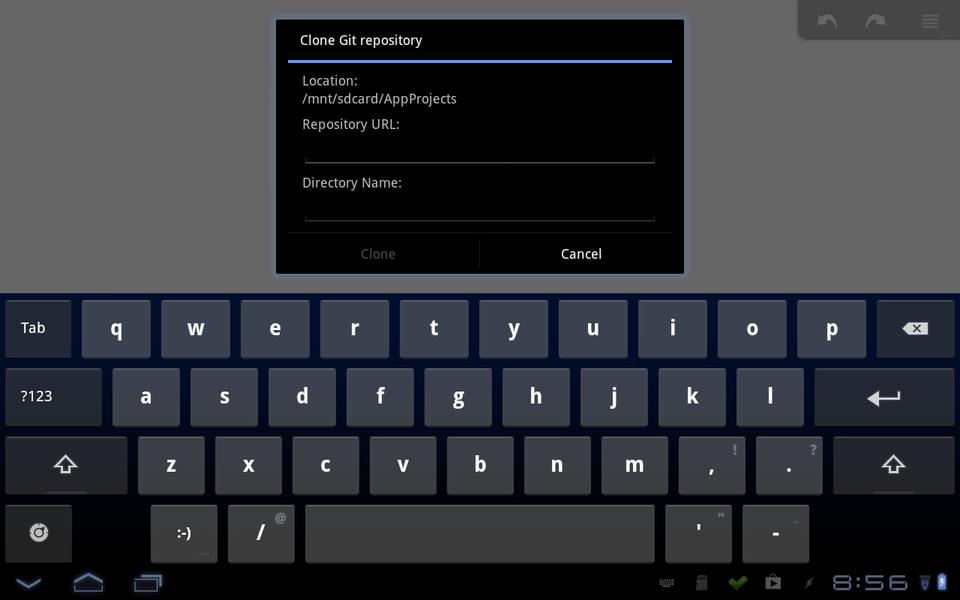 Clone Git repository
Location:
/mnt/sdcard/AppProjects
Repository URL:
Directory Name:
Clone Cancel
Tab q w e r t y u i o p
?123 a s d f g h j k l
z x c v b n m , ! . ?
:-) ... / @ ' " - _
8:56